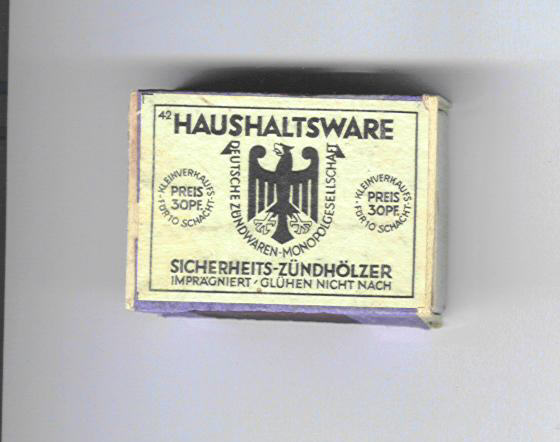 42
HAUSHALTSWARE
DEUTSCHE ZÜNDWAREN-MONOPOLGESELLSCHAFT
KLEINVERKAUFS-
PREIS
30PF.
FÜR 10 SCHACHT.
KLEINVERKAUFS-
PREIS
30PF.
FÜR 10 SCHACHT.
SICHERHEITS-ZÜNDHÖLZER
IMPRÄGNIERT-GLÜHEN NICHT NACH